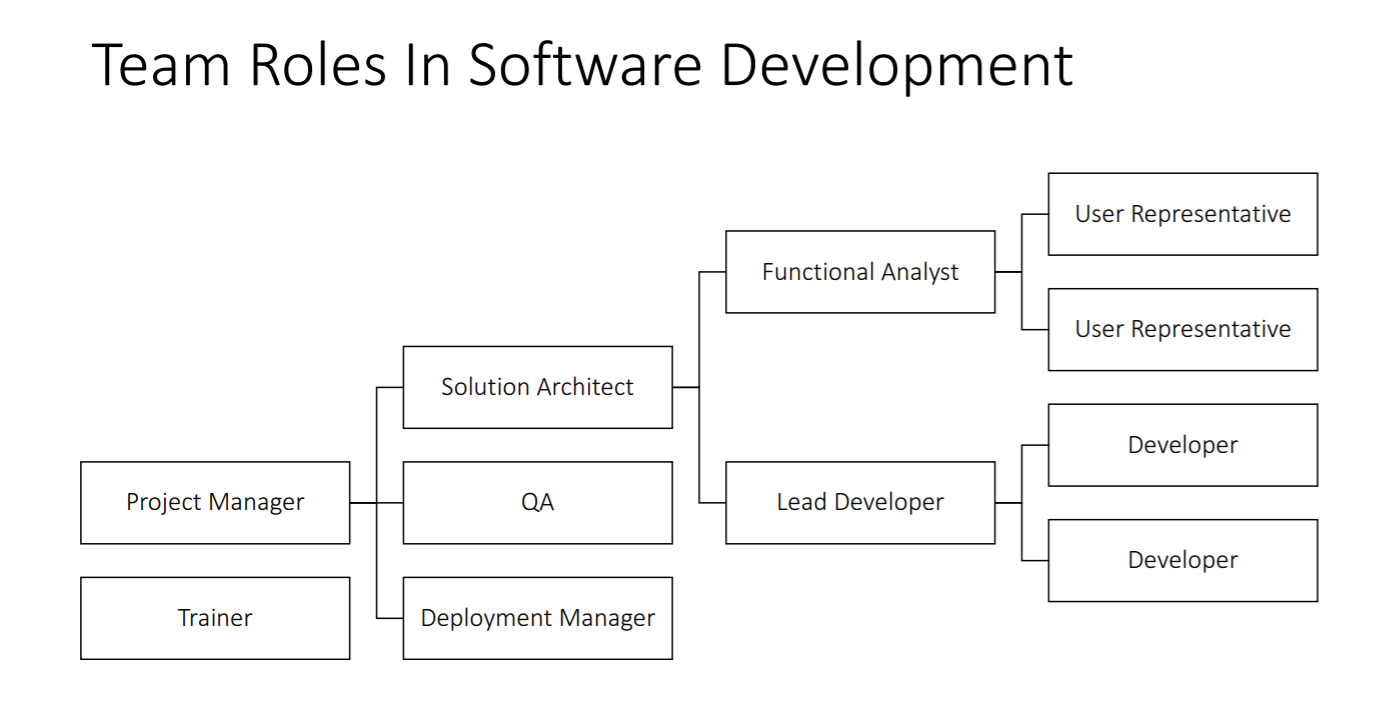 Team Roles In Software Development
Project Manager
Trainer
Solution Architect
QA
Deployment Manager
Functional Analyst
Lead Developer
User Representative
User Representative
Developer
Developer